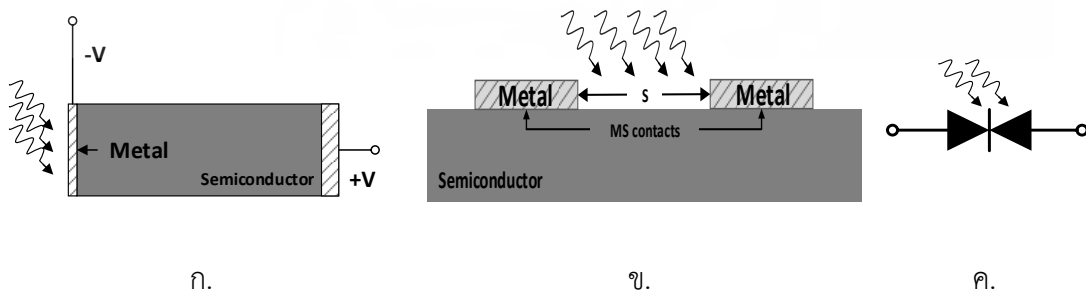 -V
Metal
Semiconductor
+V
Metal
s
Metal
MS contacts
Semiconductor
ก.
ข.
ค.